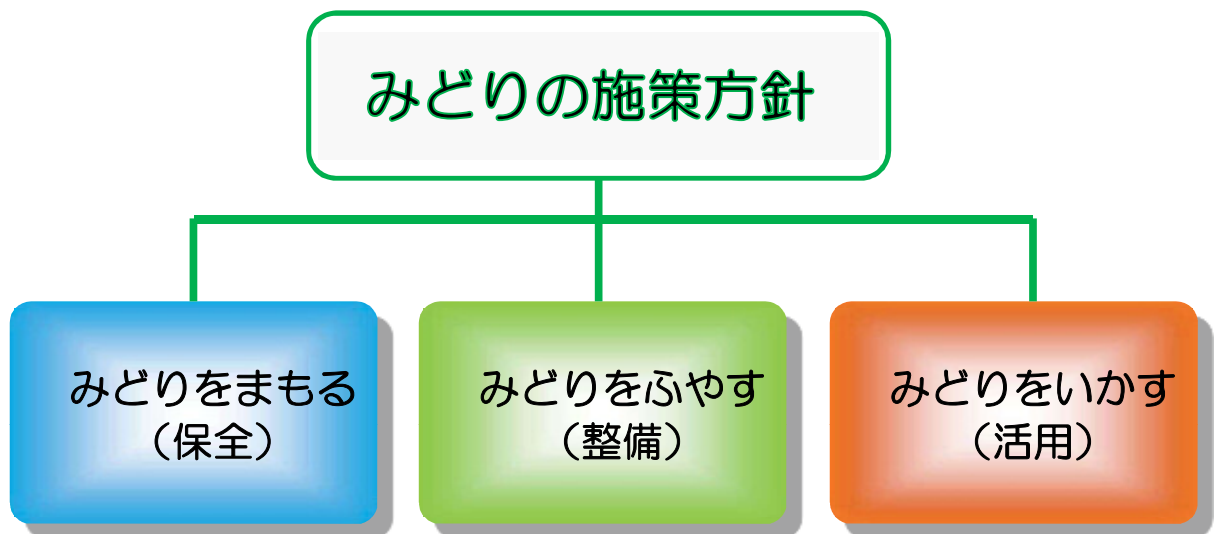 みどりの施策方針
みどりをまもる
（保全）
みどりをふやす
（整備）
みどりをいかす
（活用）